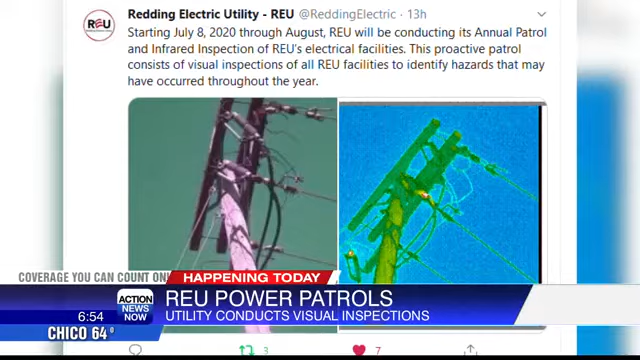 REU
Redding Electric Utility - REU @ReddingElectric · 13h
Starting July 8, 2020 through August, REU will be conducting its Annual Patrol
and Infrared Inspection of REU's electrical facilities. This proactive patrol
consists of visual inspections of all REU facilities to identify hazards that may
have occurred throughout the year.
COVERAGE YOU CAN COUNT ON
HAPPENING TODAY
REU POWER PATROLS
UTILITY CONDUCTS VISUAL INSPECTIONS
ACTION
NEWS
NOW
6:54
CHICO 64°
3
7